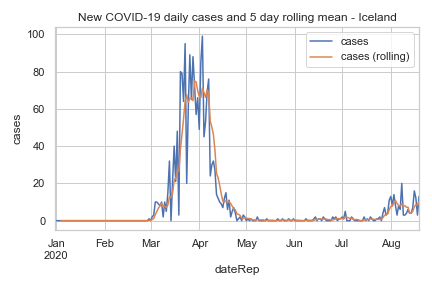 New COVID-19 daily cases and 5 day rolling mean - Iceland
cases
cases (rolling)
100
80
60
40
20
0
cases
Jan Feb Mar Apr May Jun Jul Aug
2020
dateRep